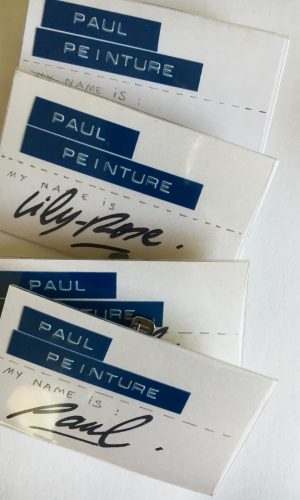 PAUL
PEINTURE
MY NAME IS :
PAUL
PEINTURE
MY NAME IS
Lily-Rose.
PAUL
PEINTURE
PAUL
PEINTURE
MY NAME IS :
Paul.